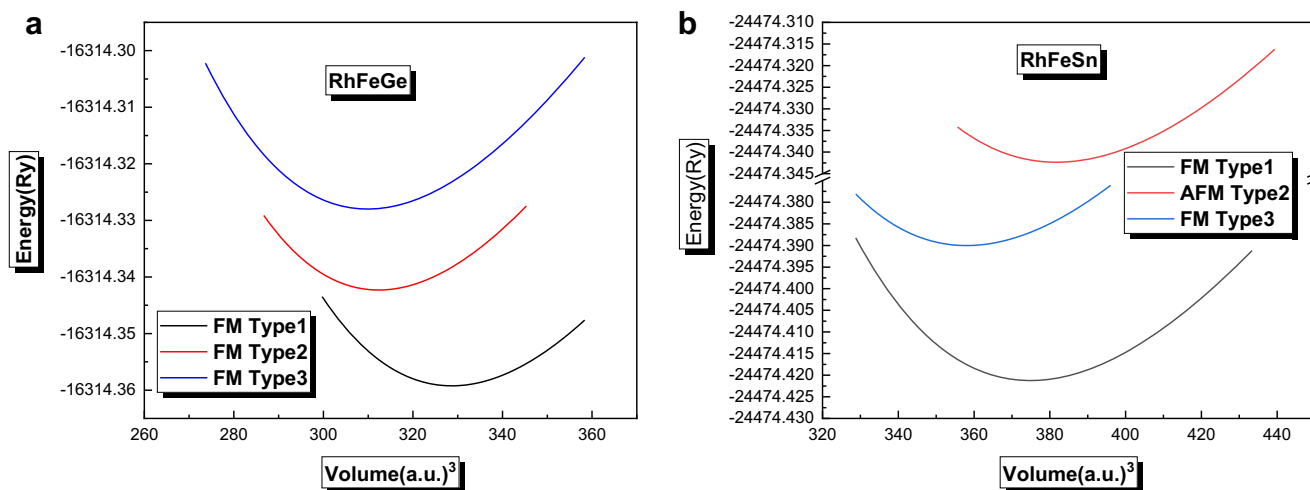 a
RhFeGe
Energy(Ry)
-16314.30
-16314.31
-16314.32
-16314.33
-16314.34
-16314.35
-16314.36
FM Type1
FM Type2
FM Type3
260 280 300 320 340 360
Volume(a.u.)³
b
RhFeSn
Energy(Ry)
-24474.310
-24474.315
-24474.320
-24474.325
-24474.330
-24474.335
-24474.340
-24474.345
-24474.380
-24474.385
-24474.390
-24474.395
-24474.400
-24474.405
-24474.410
-24474.415
-24474.420
-24474.425
-24474.430
FM Type1
AFM Type2
FM Type3
320 340 360 380 400 420 440
Volume(a.u.)³